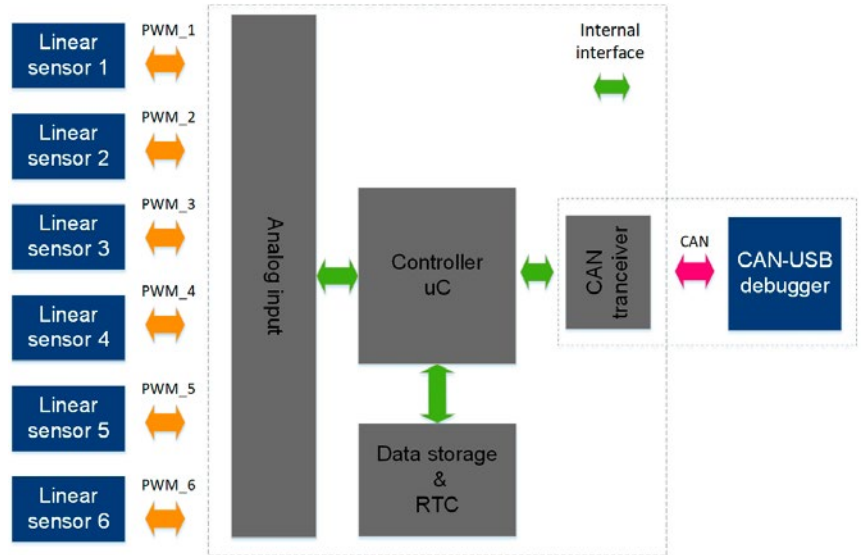 Linear
sensor 1
PWM_1
Linear
sensor 2
PWM_2
Linear
sensor 3
PWM_3
Linear
sensor 4
PWM_4
Linear
sensor 5
PWM_5
Linear
sensor 6
PWM_6
Analog input
Internal
interface
Controller
uC
Data storage
&
RTC
CAN
tranceiver
CAN
CAN-USB
debugger